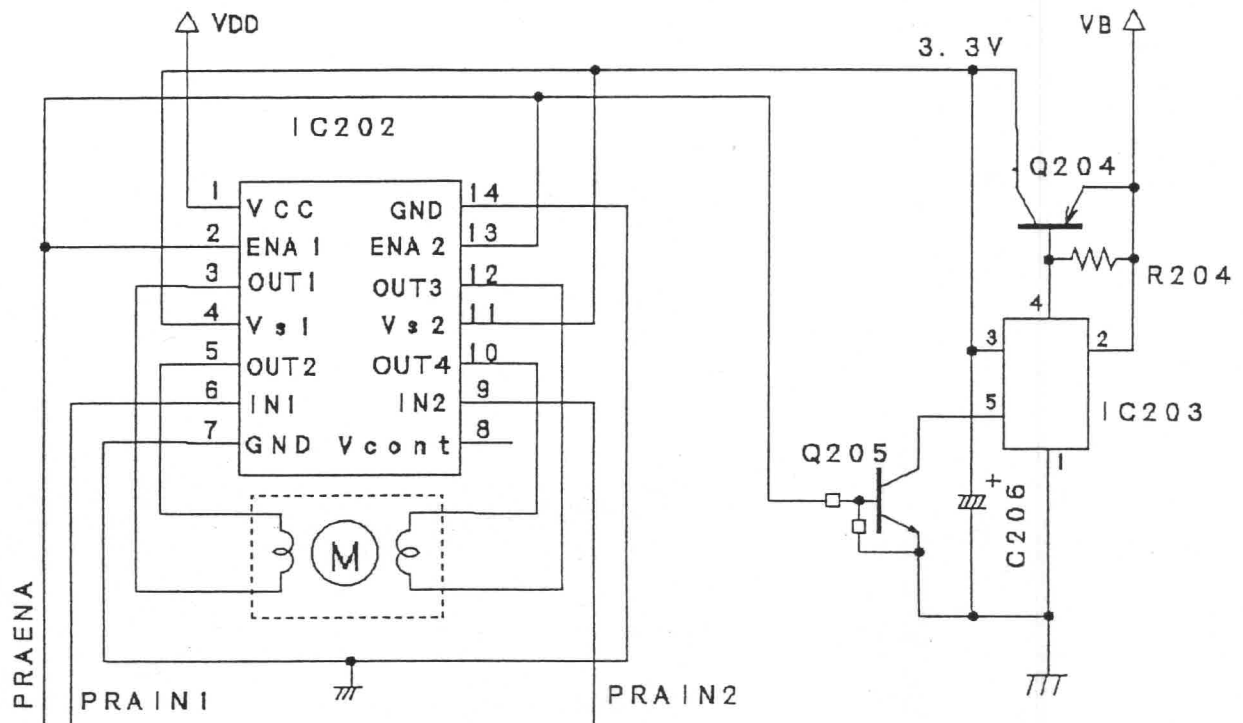 VDD
VB
3. 3V
IC202
Q204
1
VCC
GND
14
2
ENA1
ENA2
13
3
OUT1
OUT3
12
R204
4
Vs1
Vs2
11
4
3
2
5
OUT2
OUT4
10
6
IN1
IN2
9
5
IC203
7
GND
Vcont
8
1
Q205
+
C206
M
PRAENA
PRAIN1
PRAIN2